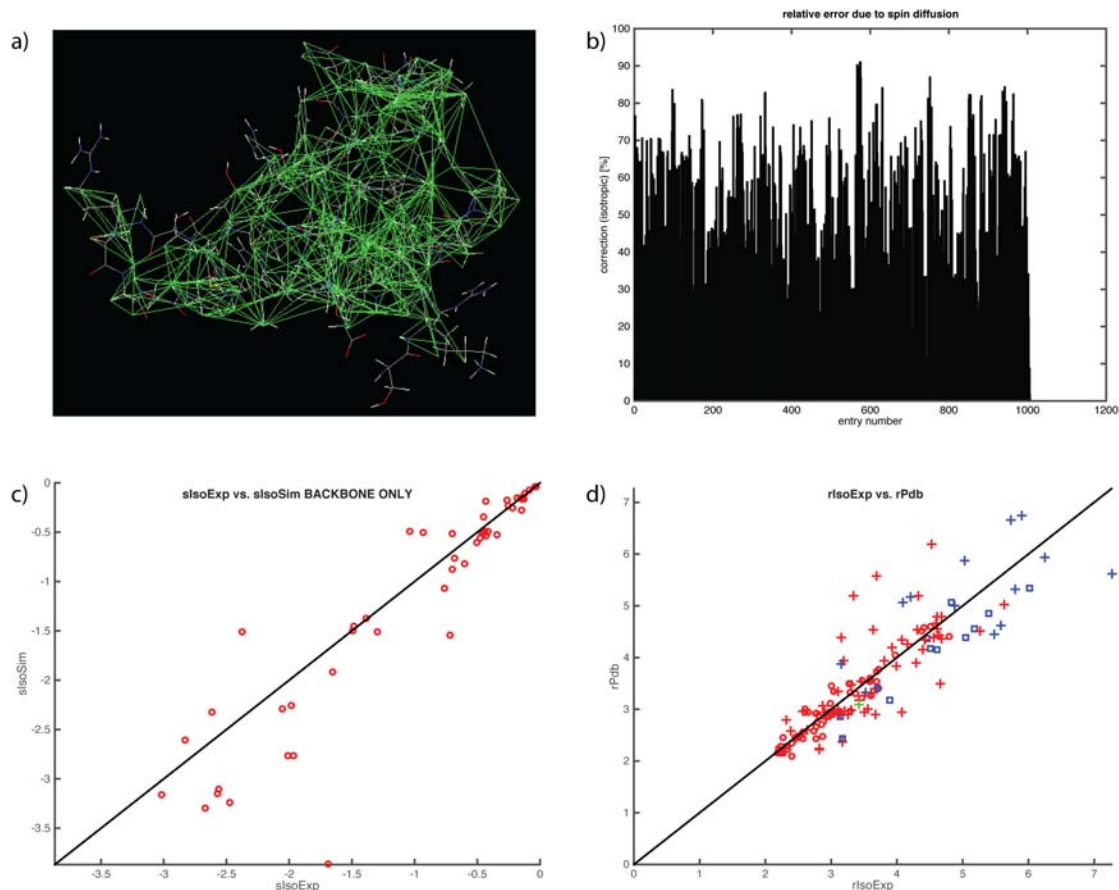 a)
b)
relative error due to spin diffusion
correction (isotropic) [%]
100
90
80
70
60
50
40
30
20
10
0
0 200 400 600 800 1000 1200
entry number
c)
sIsoExp vs. sIsoSim BACKBONE ONLY
sIsoSim
0
-0.5
-1
-1.5
-2
-2.5
-3
-3.5
-3.5 -3 -2.5 -2 -1.5 -1 -0.5 0
sIsoExp
d)
rIsoExp vs. rPdb
rPdb
7
6
5
4
3
2
1
0
0 1 2 3 4 5 6 7
rIsoExp